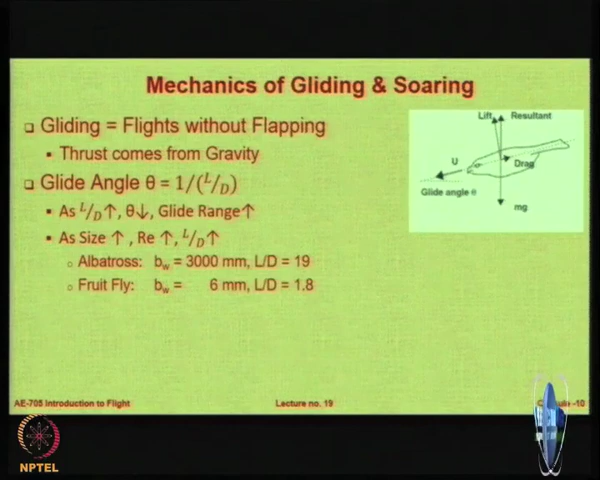 Mechanics of Gliding & Soaring
Gliding = Flights without Flapping
Thrust comes from Gravity
Glide Angle θ = 1/(L/D)
As L/D↑, θ↓, Glide Range↑
As Size ↑, Re ↑, L/D↑
Albatross: bw = 3000 mm, L/D = 19
Fruit Fly: bw = 6 mm, L/D = 1.8
Lift
Resultant
U
Drag
Glide angle θ
mg
AE-705 Introduction to Flight
Lecture no. 19
-10
NPTEL